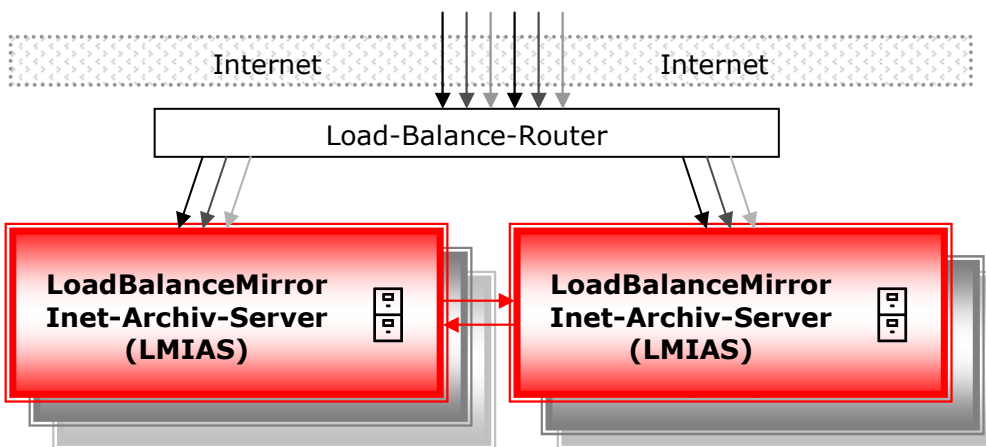 Internet
Internet
Load-Balance-Router
LoadBalanceMirror
Inet-Archiv-Server
(LMIAS)
LoadBalanceMirror
Inet-Archiv-Server
(LMIAS)